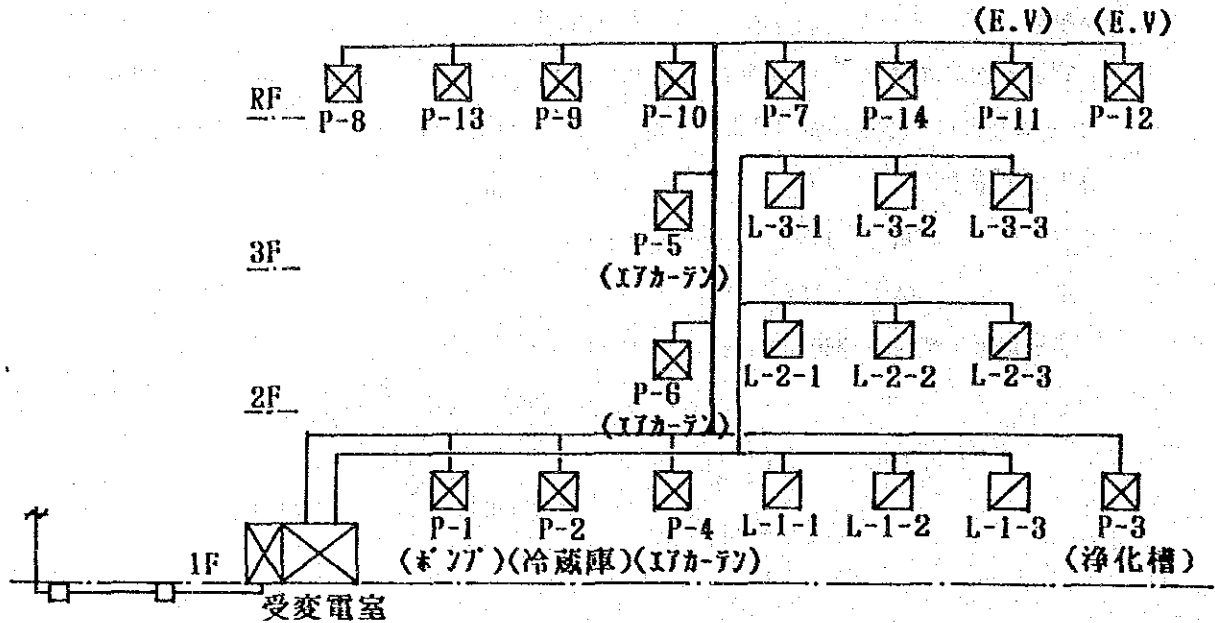 (E.V) (E.V)
RF
P-8 P-13 P-9 P-10 P-7 P-14 P-11 P-12
L-3-1 L-3-2 L-3-3
3F
P-5
(エアカーテン)
L-2-1 L-2-2 L-2-3
2F
P-6
(エアカーテン)
P-1 P-2 P-4 L-1-1 L-1-2 L-1-3 P-3
1F
(ポンプ)(冷蔵庫)(エアカーテン) (浄化槽)
受変電室